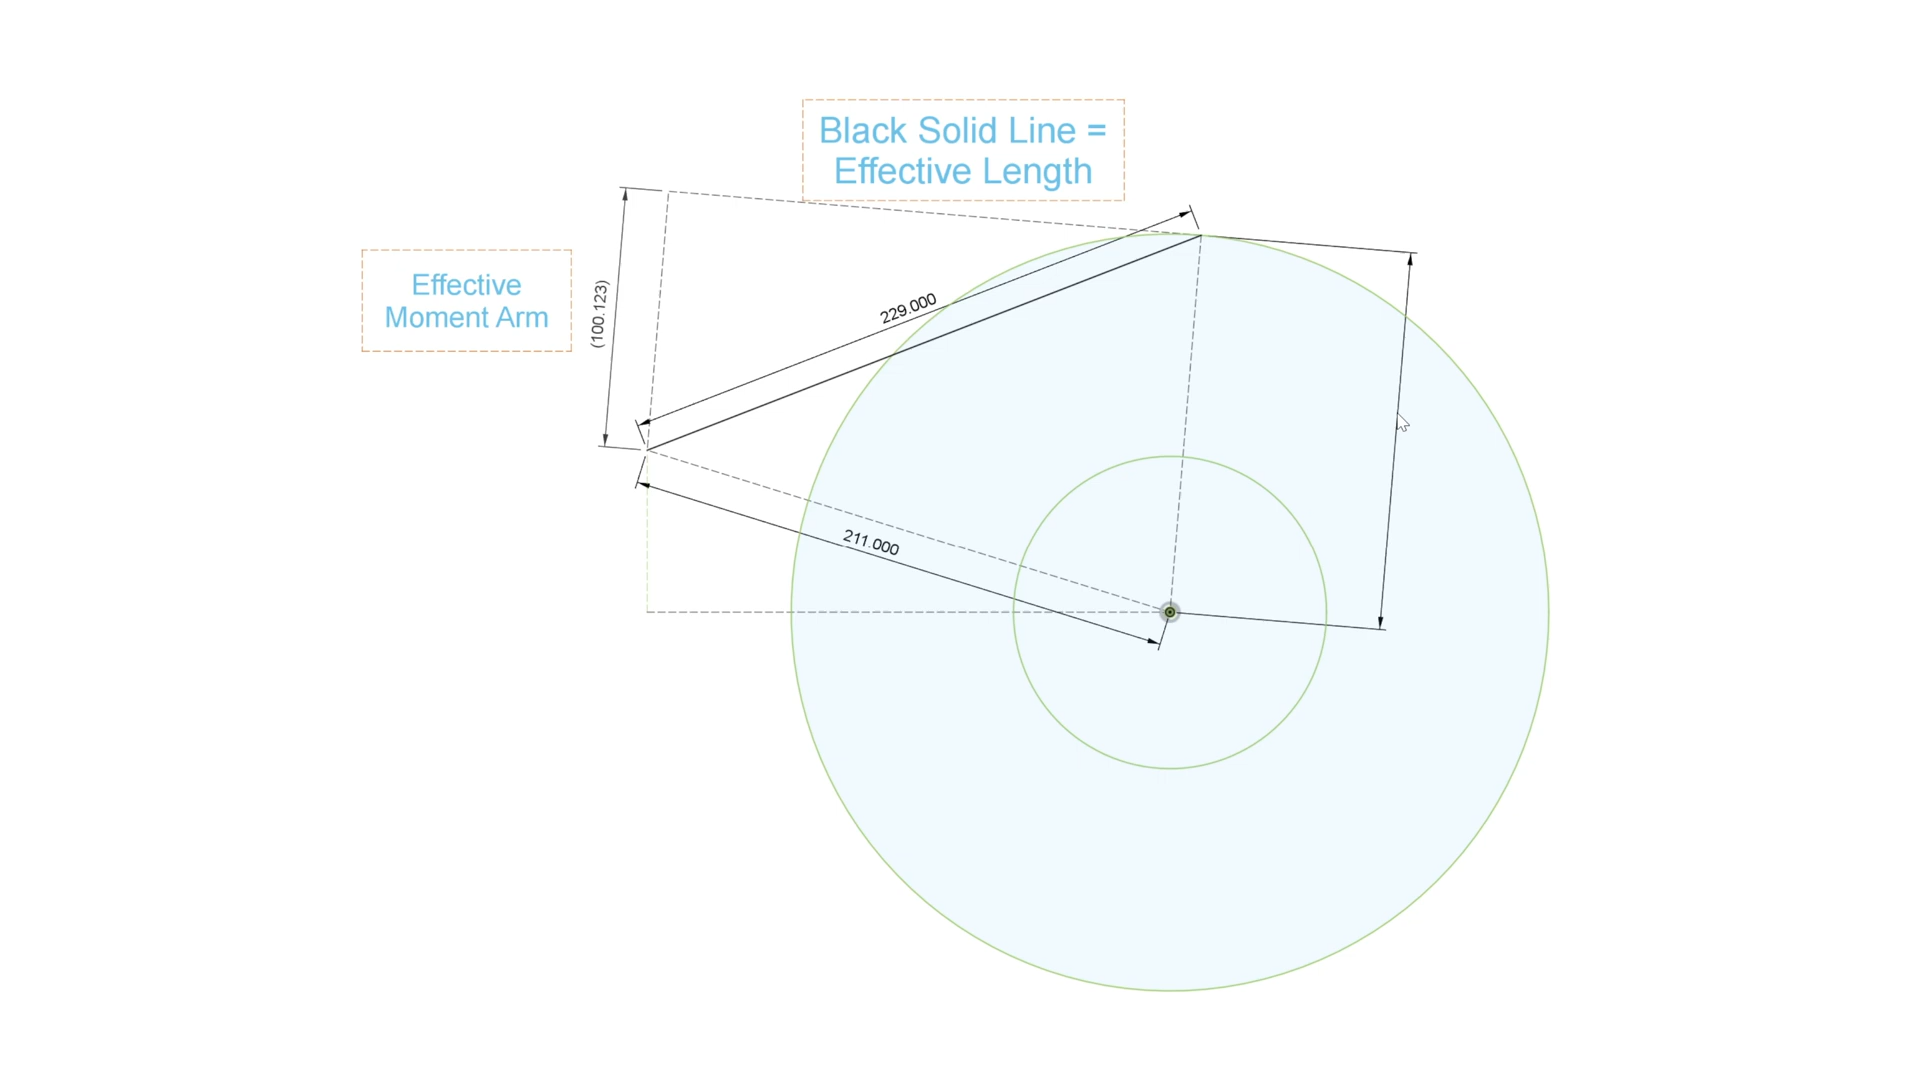 Black Solid Line =
Effective Length
Effective
Moment Arm
(100.123)
229.000
211.000